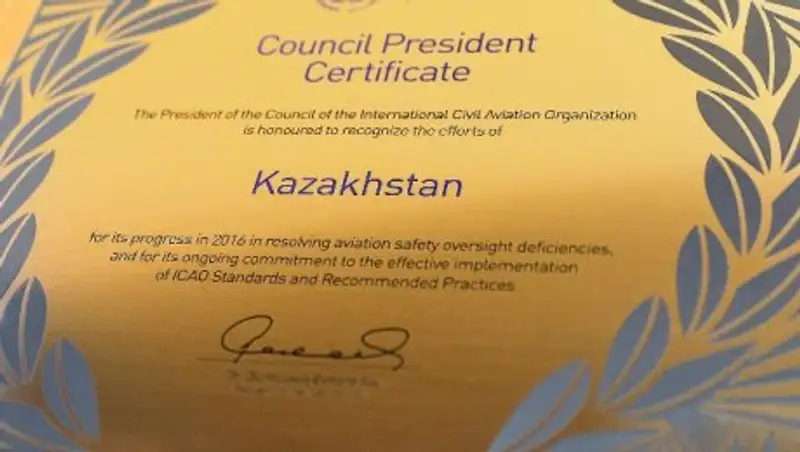 Council President
Certificate
The President of the Council of the International Civil Aviation Organization
is honoured to recognize the efforts of
Kazakhstan
for its progress in 2016 in resolving aviation safety oversight deficiencies,
and for its ongoing commitment to the effective implementation
of ICAO Standards and Recommended Practices